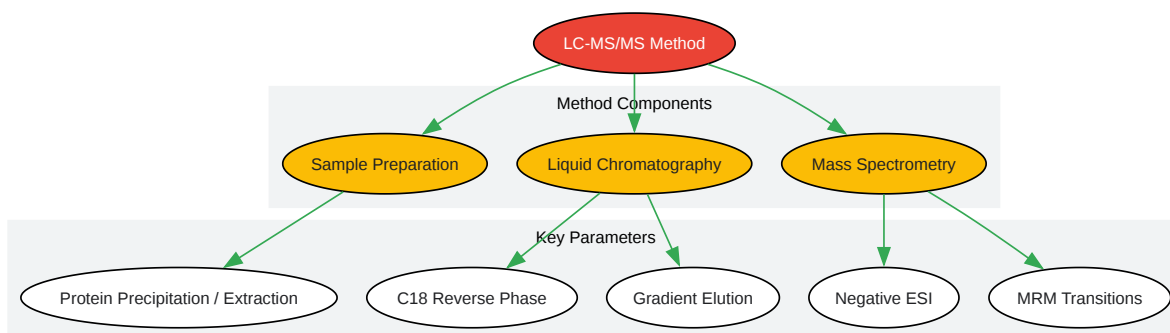 LC-MS/MS Method
Method Components
Sample Preparation
Liquid Chromatography
Mass Spectrometry
Key Parameters
Protein Precipitation / Extraction
C18 Reverse Phase
Gradient Elution
Negative ESI
MRM Transitions